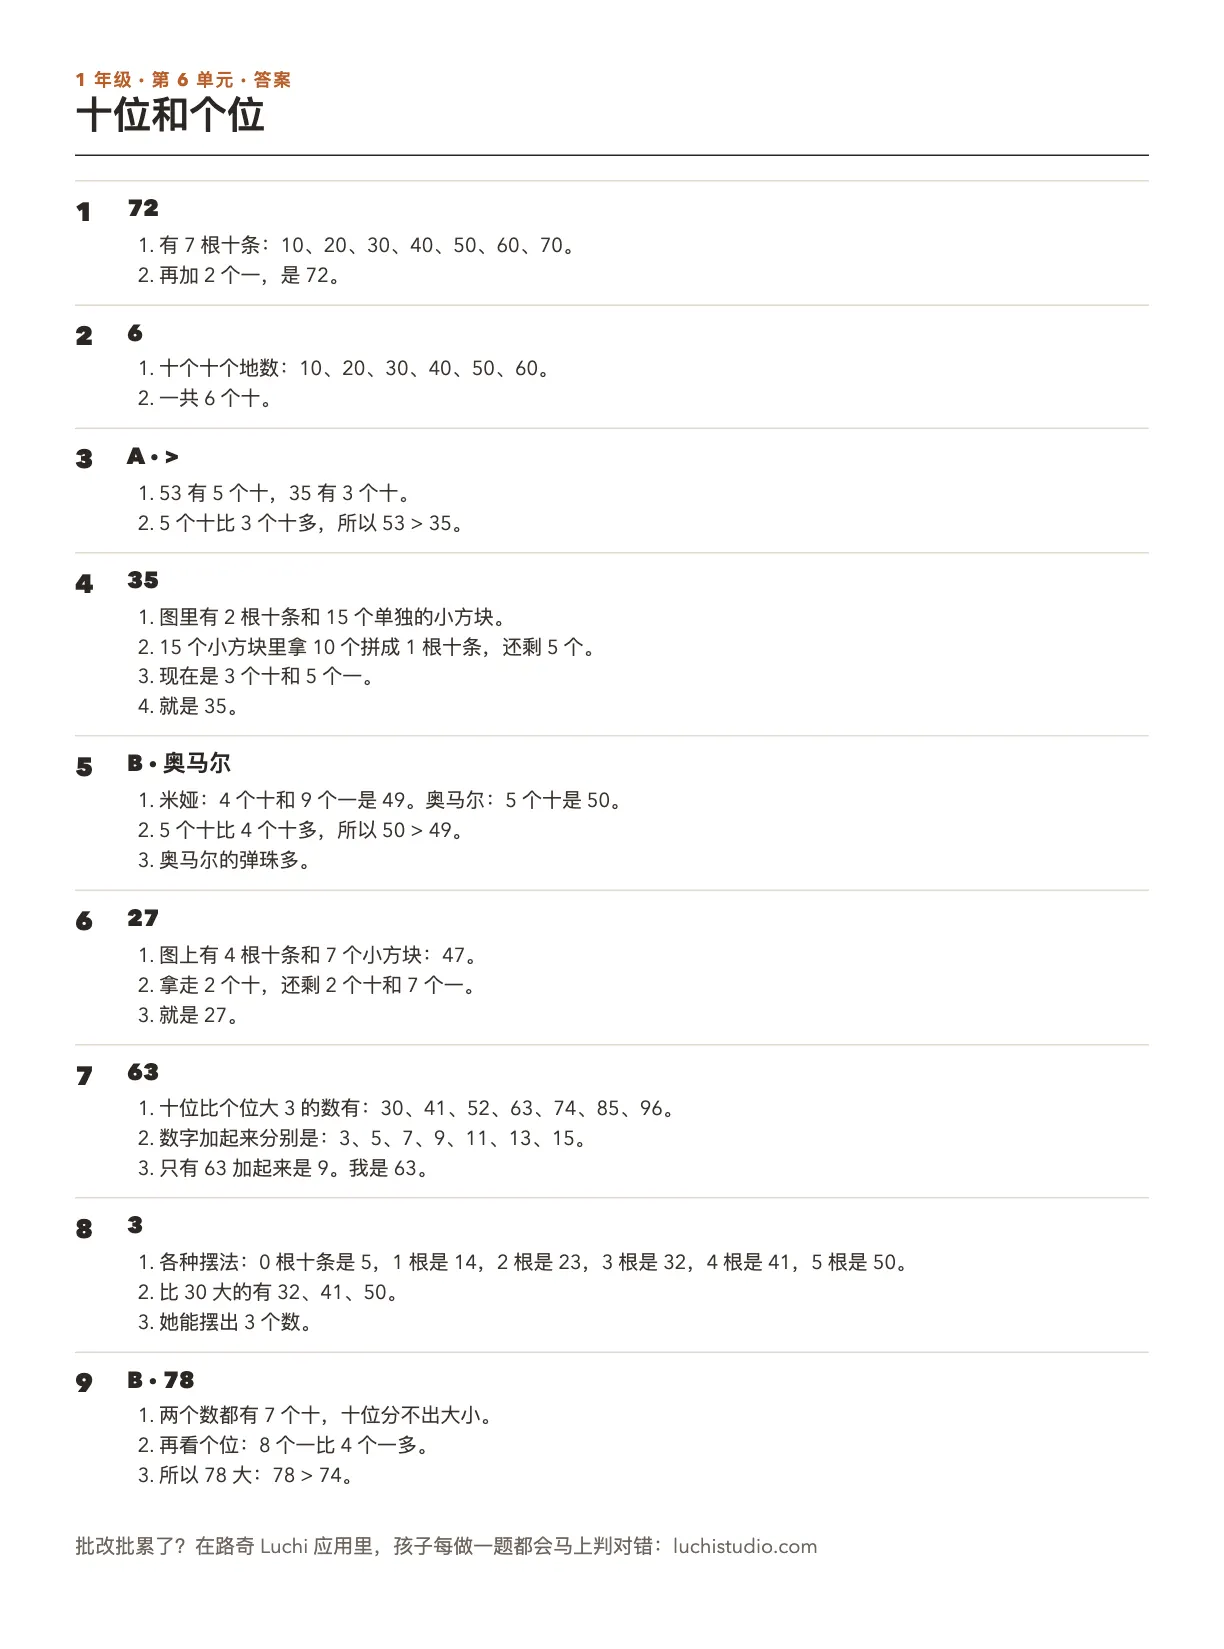 1 年级 · 第 6 单元 · 答案
十位和个位
1 72
1. 有 7 根十条：10、20、30、40、50、60、70。
2. 再加 2 个一，是 72。
2 6
1. 十个十个地数：10、20、30、40、50、60。
2. 一共 6 个十。
3 A · >
1. 53 有 5 个十，35 有 3 个十。
2. 5 个十比 3 个十多，所以 53 > 35。
4 35
1. 图里有 2 根十条和 15 个单独的小方块。
2. 15 个小方块里拿 10 个拼成 1 根十条，还剩 5 个。
3. 现在是 3 个十和 5 个一。
4. 就是 35。
5 B · 奥马尔
1. 米娅：4 个十和 9 个一是 49。奥马尔：5 个十是 50。
2. 5 个十比 4 个十多，所以 50 > 49。
3. 奥马尔的弹珠多。
6 27
1. 图上有 4 根十条和 7 个小方块：47。
2. 拿走 2 个十，还剩 2 个十和 7 个一。
3. 就是 27。
7 63
1. 十位比个位大 3 的数有：30、41、52、63、74、85、96。
2. 数字加起来分别是：3、5、7、9、11、13、15。
3. 只有 63 加起来是 9。我是 63。
8 3
1. 各种摆法：0 根十条是 5，1 根是 14，2 根是 23，3 根是 32，4 根是 41，5 根是 50。
2. 比 30 大的有 32、41、50。
3. 她能摆出 3 个数。
9 B · 78
1. 两个数都有 7 个十，十位分不出大小。
2. 再看个位：8 个一比 4 个一多。
3. 所以 78 大：78 > 74。
批改批累了？在路奇 Luchi 应用里，孩子每做一题都会马上判对错：luchistudio.com